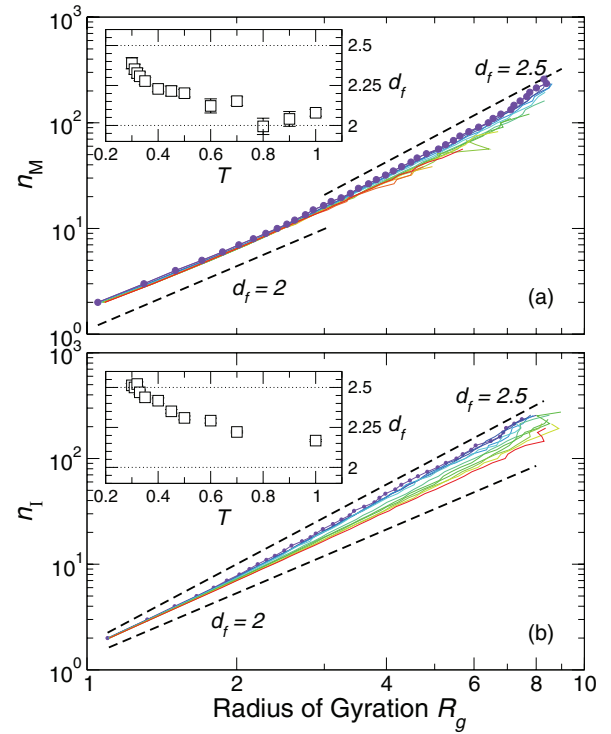 10³
2.5
2.25 d_f
2
0.2 0.4 0.6 0.8 1
T
d_f = 2.5
10²
n_M
10¹
d_f = 2
(a)
10⁰
10³
2.5
2.25 d_f
2
0.2 0.4 0.6 0.8 1
T
d_f = 2.5
10²
n_I
10¹
d_f = 2
(b)
10⁰
1 2 4 6 8 10
Radius of Gyration R_g